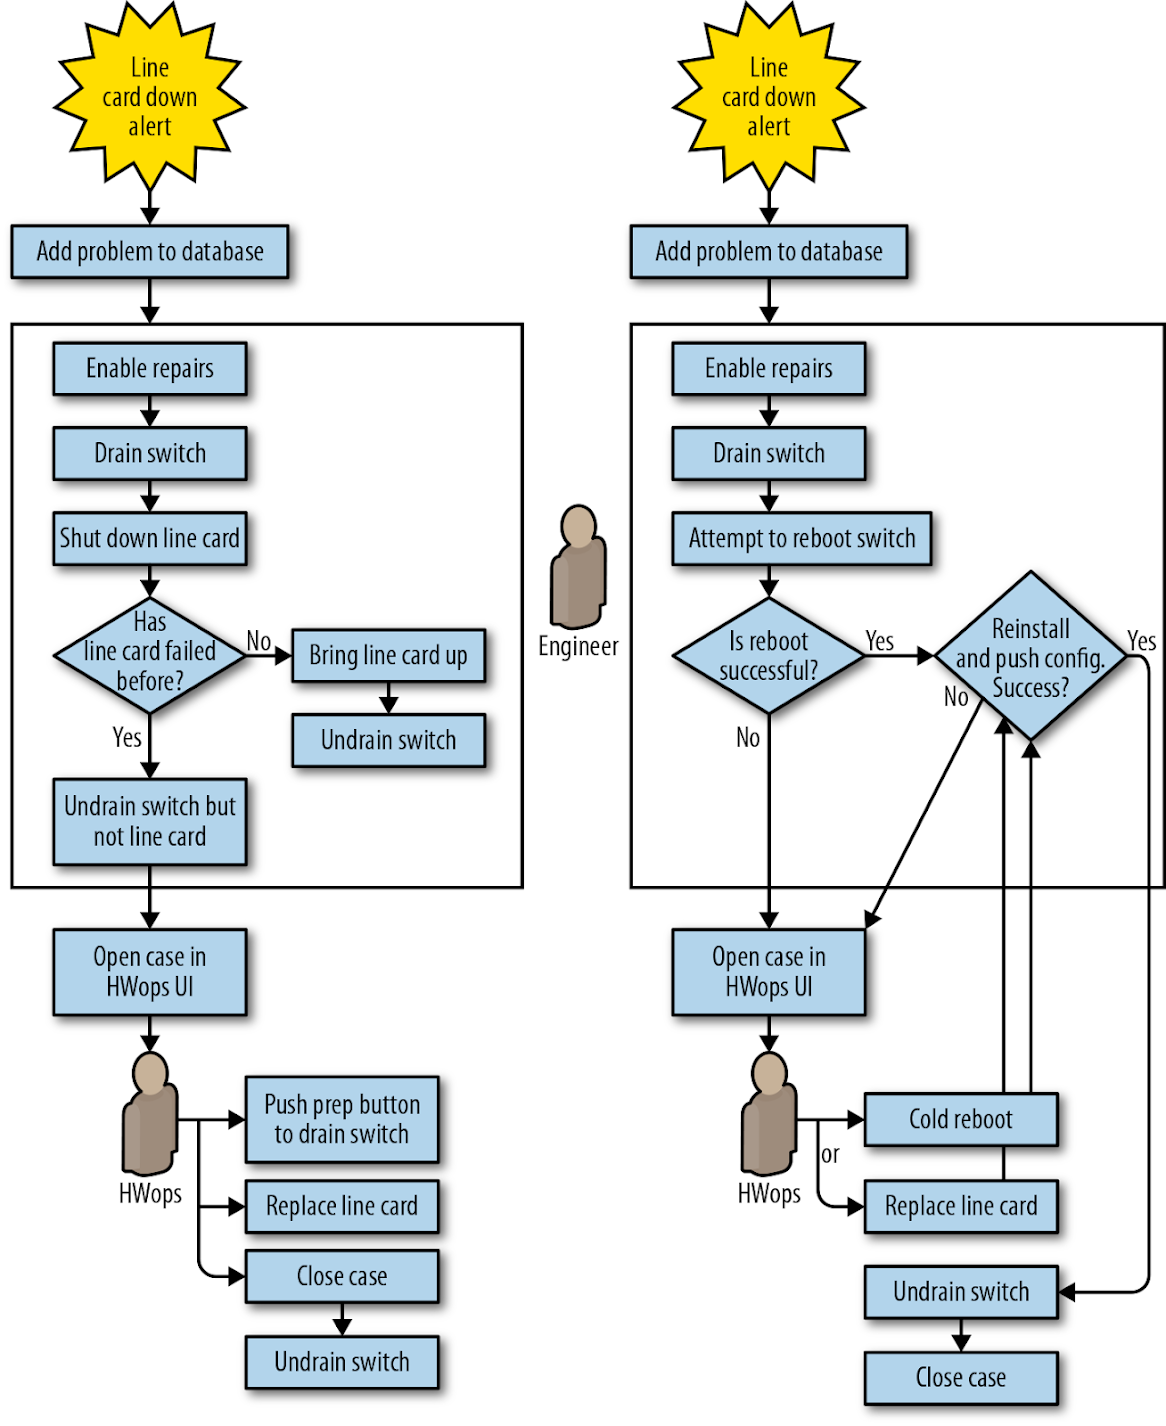 Line
card down
alert
Add problem to database
Enable repairs
Drain switch
Shut down line card
Has
line card failed
before?
No
Bring line card up
Undrain switch
Yes
Undrain switch but
not line card
Open case in
HWops UI
HWops
Push prep button
to drain switch
Replace line card
Close case
Undrain switch
Engineer
Line
card down
alert
Add problem to database
Enable repairs
Drain switch
Attempt to reboot switch
Is reboot
successful?
Yes
Reinstall
and push config.
Success?
Yes
No
No
Open case in
HWops UI
HWops
or
Cold reboot
Replace line card
Undrain switch
Close case